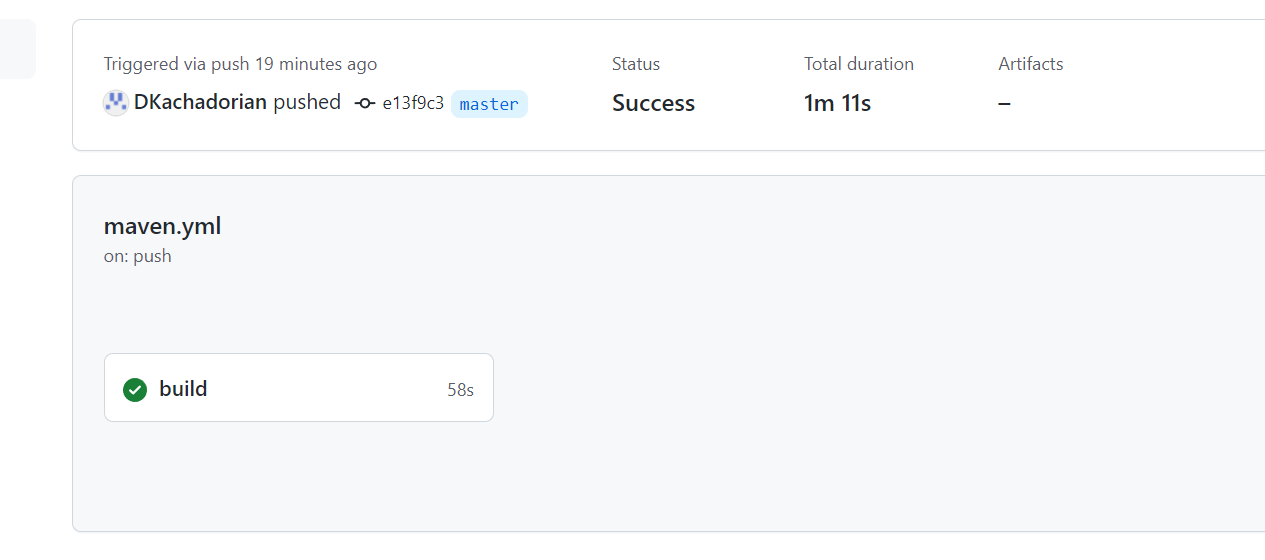 Triggered via push 19 minutes ago
DKachadorian pushed e13f9c3 master
Status
Success
Total duration
1m 11s
Artifacts
–
maven.yml
on: push
build 58s